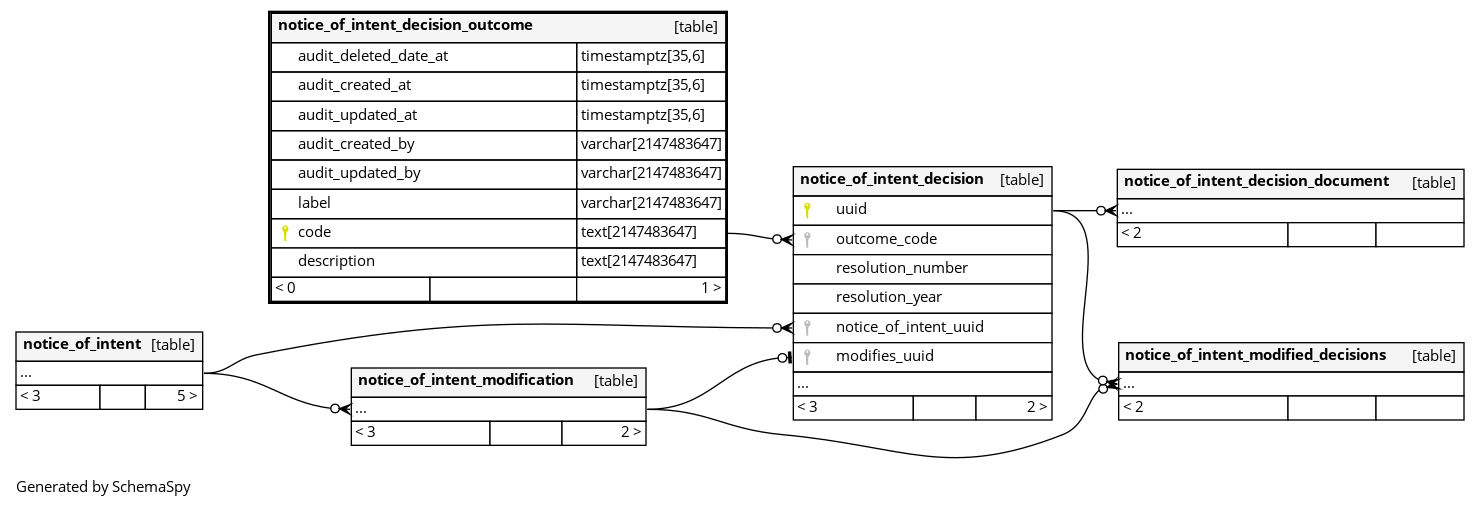 notice_of_intent_decision_outcome [table]
audit_deleted_date_at timestamptz[35,6]
audit_created_at timestamptz[35,6]
audit_updated_at timestamptz[35,6]
audit_created_by varchar[2147483647]
audit_updated_by varchar[2147483647]
label varchar[2147483647]
code text[2147483647]
description text[2147483647]
< 0 1 >
notice_of_intent_decision [table]
uuid
outcome_code
resolution_number
resolution_year
notice_of_intent_uuid
modifies_uuid
...
< 3 2 >
notice_of_intent_decision_document [table]
...
< 2
notice_of_intent [table]
...
< 3 5 >
notice_of_intent_modification [table]
...
< 3 2 >
notice_of_intent_modified_decisions [table]
...
< 2
Generated by SchemaSpy